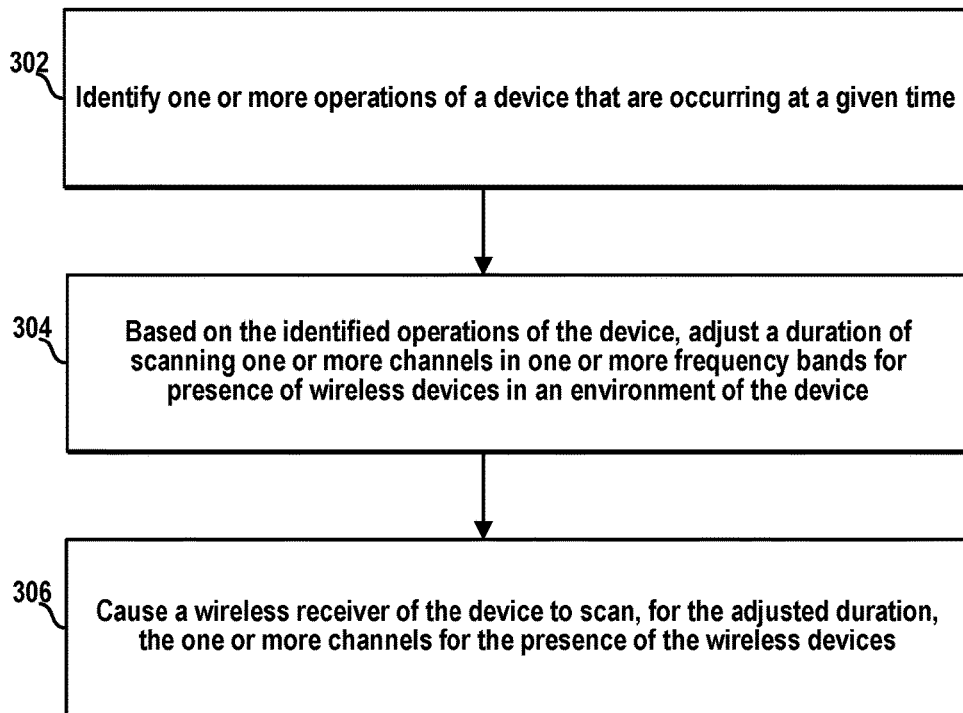 302
Identify one or more operations of a device that are occurring at a given time
304
Based on the identified operations of the device, adjust a duration of
scanning one or more channels in one or more frequency bands for
presence of wireless devices in an environment of the device
306
Cause a wireless receiver of the device to scan, for the adjusted duration,
the one or more channels for the presence of the wireless devices